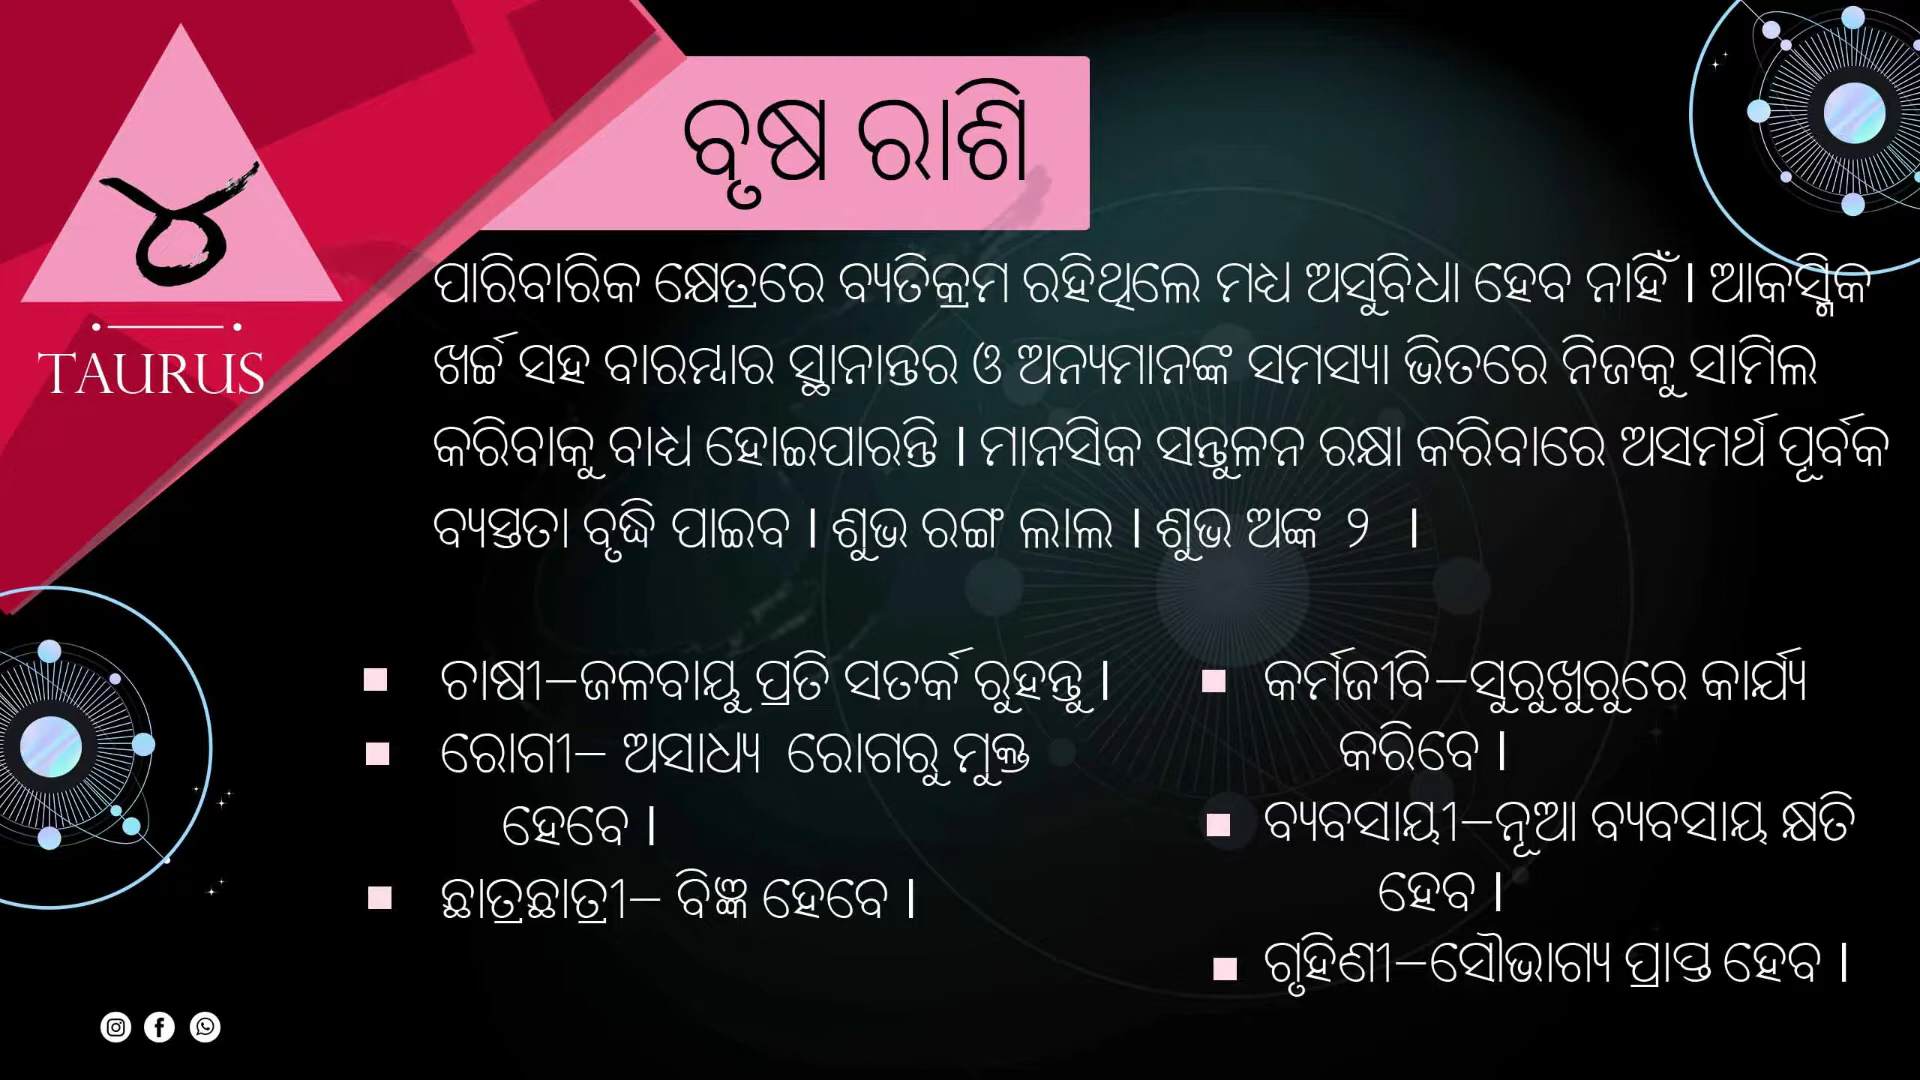 ବୃଷ ରାଶି
TAURUS
ପାରିବାରିକ କ୍ଷେତ୍ରରେ ବ୍ୟତିକ୍ରମ ରହିଥିଲେ ମଧ୍ୟ ଅସୁବିଧା ହେବ ନାହିଁ । ଆକସ୍ମିକ
ଖର୍ଚ୍ଚ ସହ ବାରମ୍ବାର ସ୍ଥାନାନ୍ତର ଓ ଅନ୍ୟମାନଙ୍କ ସମସ୍ୟା ଭିତରେ ନିଜକୁ ସାମିଲ
କରିବାକୁ ବାଧ୍ୟ ହୋଇପାରନ୍ତି । ମାନସିକ ସନ୍ତୁଳନ ରକ୍ଷା କରିବାରେ ଅସମର୍ଥ ପୂର୍ବକ
ବ୍ୟସ୍ତତା ବୃଦ୍ଧି ପାଇବ । ଶୁଭ ରଙ୍ଗ ଲାଲ । ଶୁଭ ଅଙ୍କ ୨ ।
ଚାଷୀ–ଜଳବାୟୁ ପ୍ରତି ସତର୍କ ରୁହନ୍ତୁ ।
ରୋଗୀ– ଅସାଧ୍ୟ ରୋଗରୁ ମୁକ୍ତ
ହେବେ ।
ଛାତ୍ରଛାତ୍ରୀ– ବିଜ୍ଞ ହେବେ ।
କର୍ମଜୀବି–ସୁରୁଖୁରୁରେ କାର୍ଯ୍ୟ
କରିବେ ।
ବ୍ୟବସାୟୀ–ନୂଆ ବ୍ୟବସାୟ କ୍ଷତି
ହେବ ।
ଗୃହିଣୀ–ସୌଭାଗ୍ୟ ପ୍ରାପ୍ତ ହେବ ।